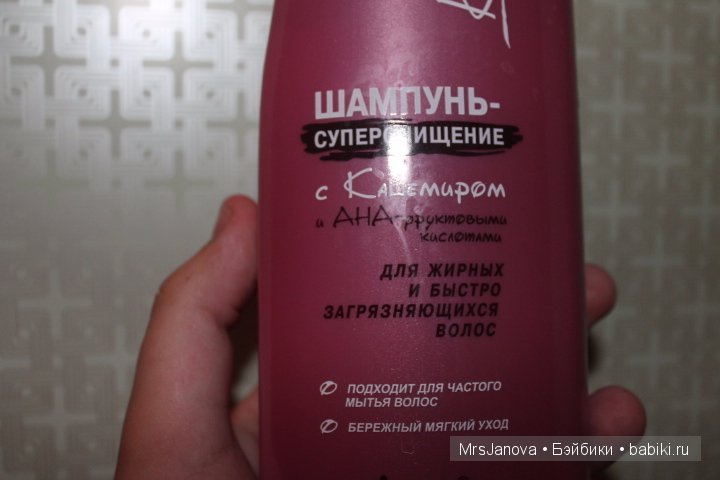 ШАМПУНЬ-
СУПЕРОЧИЩЕНИЕ
с Кашемиром
и АНА-фруктовыми
кислотами
ДЛЯ ЖИРНЫХ
И БЫСТРО
ЗАГРЯЗНЯЮЩИХСЯ
ВОЛОС
ПОДХОДИТ ДЛЯ ЧАСТОГО
МЫТЬЯ ВОЛОС
БЕРЕЖНЫЙ МЯГКИЙ УХОД
MrsJanova • Бэйбики • babiki.ru